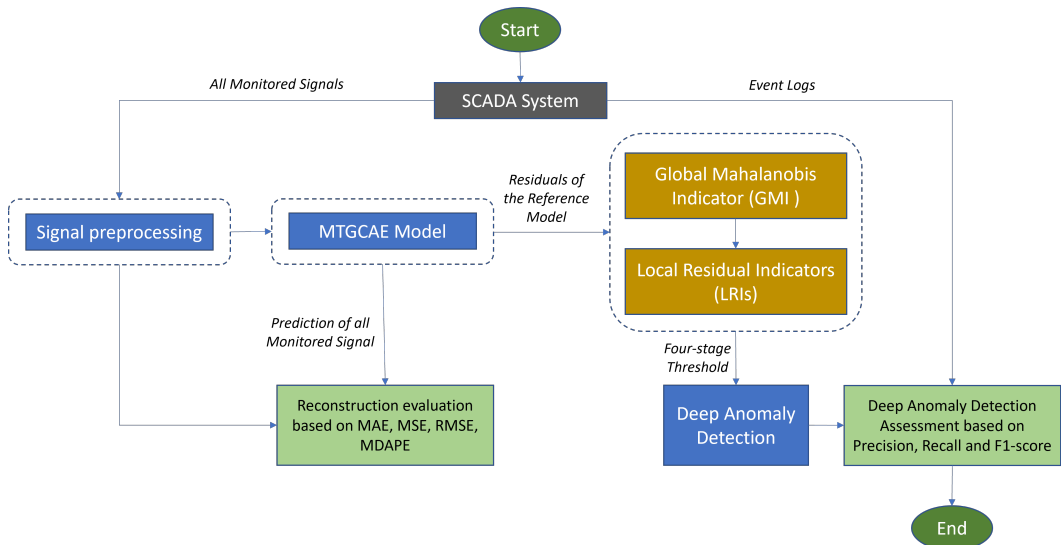 Start
All Monitored Signals
SCADA System
Event Logs
Signal preprocessing
MTGCAE Model
Residuals of
the Reference
Model
Global Mahalanobis
Indicator (GMI )
Local Residual Indicators
(LRIs)
Prediction of all
Monitored Signal
Four-stage
Threshold
Reconstruction evaluation
based on MAE, MSE, RMSE,
MDAPE
Deep Anomaly
Detection
Deep Anomaly Detection
Assessment based on
Precision, Recall and F1-score
End